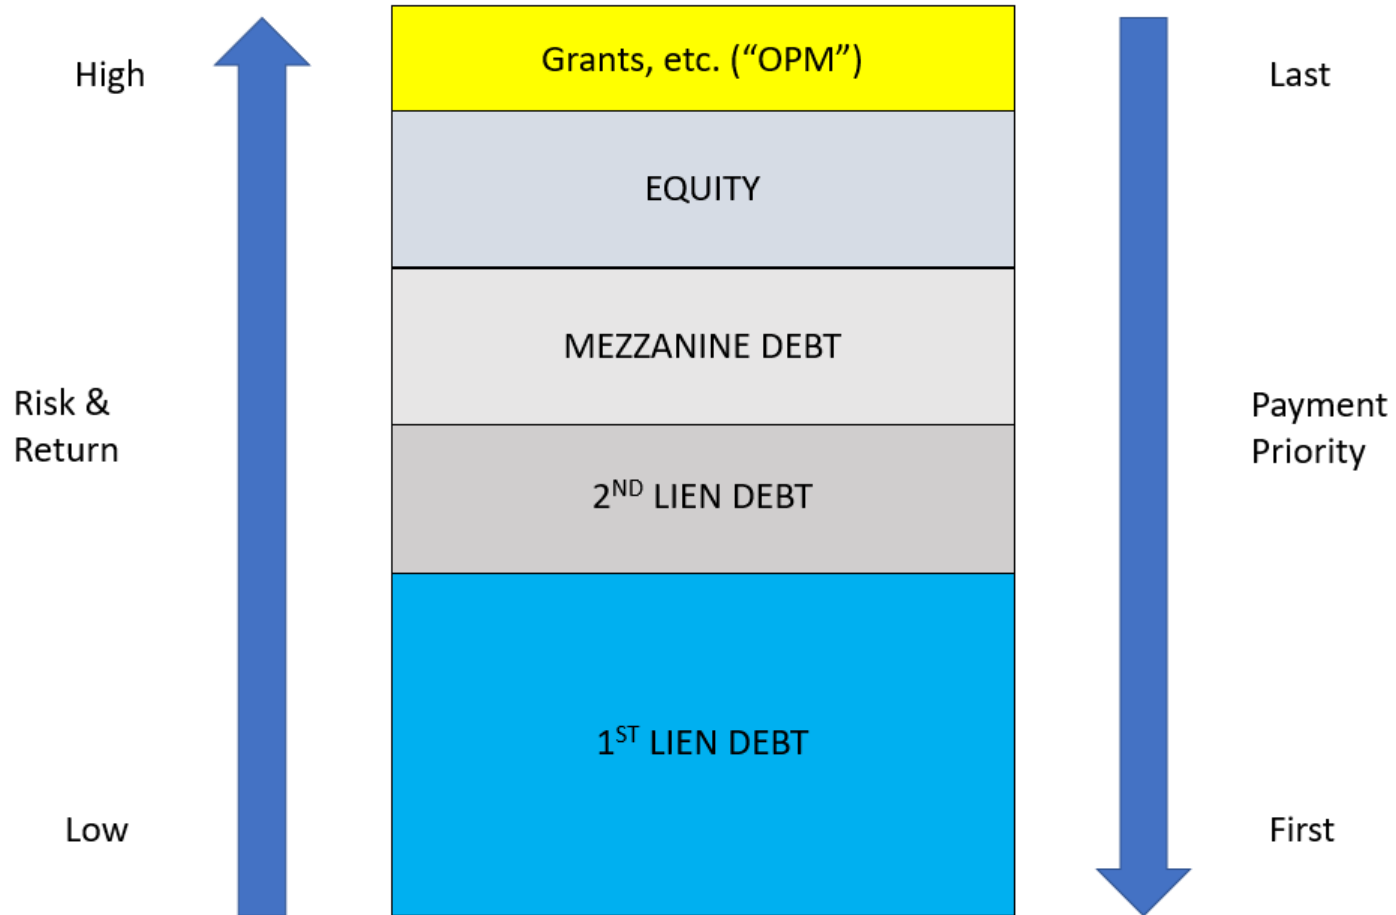 Grants, etc. (“OPM”)
High
Last
EQUITY
MEZZANINE DEBT
Risk &
Return
Payment
Priority
2ND LIEN DEBT
1ST LIEN DEBT
Low
First